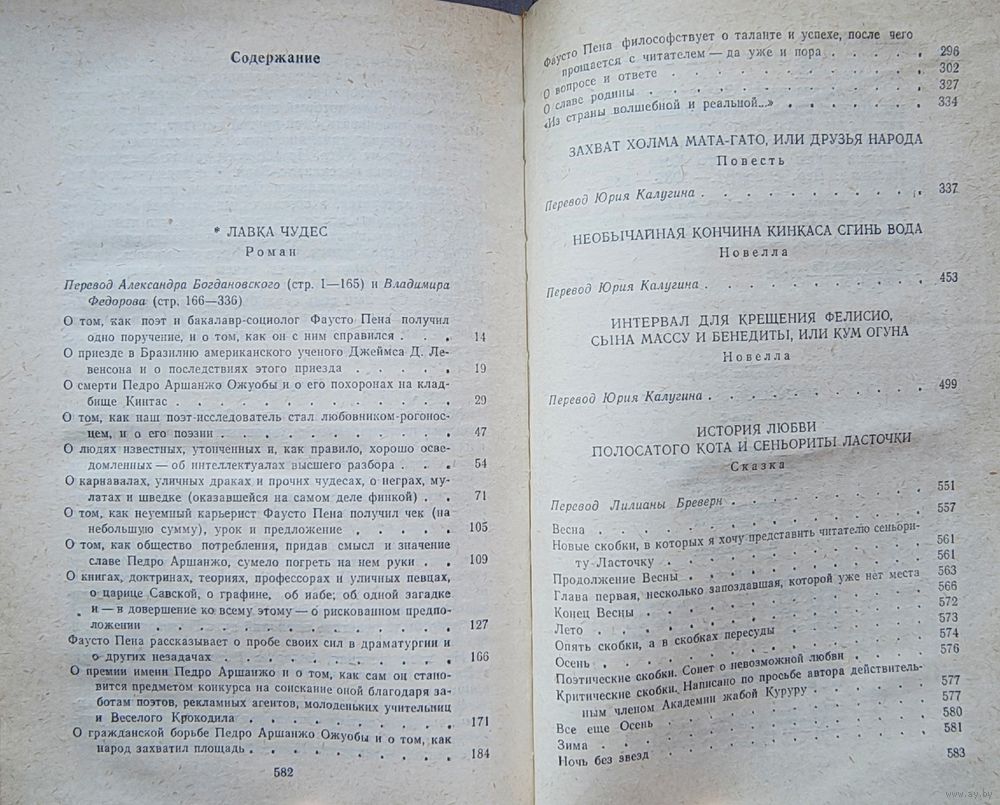 Содержание
* ЛАВКА ЧУДЕС
Роман
Перевод Александра Богдановского (стр. 1—165) и Владимира
Федорова (стр. 166—336)
О том, как поэт и бакалавр-социолог Фаусто Пена получил
одно поручение, и о том, как он с ним справился . . . 14
О приезде в Бразилию американского ученого Джеймса Д. Ле-
венсона и о последствиях этого приезда . . . . . 19
О смерти Педро Аршанжо Ожуобы и о его похоронах на клад-
бище Кинтас . . . . . . . . . . . . . 29
О том, как наш поэт-исследователь стал любовником-рогонос-
цем, и о его поэзии . . . . . . . . . . . 47
О людях известных, утонченных и, как правило, хорошо осве-
домленных — об интеллектуалах высшего разбора . . . 54
О карнавалах, уличных драках и прочих чудесах, о неграх, му-
латах и шведке (оказавшейся на самом деле финкой) . . 71
О том, как неуемный карьерист Фаусто Пена получил чек (на
небольшую сумму), урок и предложение . . . . . 105
О том, как общество потребления, придав смысл и значение
славе Педро Аршанжо, сумело погреть на нем руки . . 109
О книгах, доктринах, теориях, профессорах и уличных певцах,
о царице Савской, о графине, об иабе; об одной загадке
и — в довершение ко всему этому — о рискованном предпо-
ложении . . . . . . . . . . . . . . 127
Фаусто Пена рассказывает о пробе своих сил в драматургии и
о других незадачах . . . . . . . . . . . 166
О премии имени Педро Аршанжо и о том, как сам он стано-
вится предметом конкурса на соискание оной благодаря за-
ботам поэтов, рекламных агентов, молоденьких учительниц
и Веселого Крокодила . . . . . . . . . . 171
О гражданской борьбе Педро Аршанжо Ожуобы и о том, как
народ захватил площадь . . . . . . . . . 184
582
Фаусто Пена философствует о таланте и успехе, после чего
прощается с читателем — да уже и пора . . . . . 296
О вопросе и ответе . . . . . . . . . . . 302
О славе родины . . . . . . . . . . . . 327
«Из страны волшебной и реальной...» . . . . . . 334
ЗАХВАТ ХОЛМА МАТА-ГАТО, ИЛИ ДРУЗЬЯ НАРОДА
Повесть
Перевод Юрия Калугина . . . . . . . . . . 337
НЕОБЫЧАЙНАЯ КОНЧИНА КИНКАСА СГИНЬ ВОДА
Новелла
Перевод Юрия Калугина . . . . . . . . . . 453
ИНТЕРВАЛ ДЛЯ КРЕЩЕНИЯ ФЕЛИСИО,
СЫНА МАССУ И БЕНЕДИТЫ, ИЛИ КУМ ОГУНА
Новелла
Перевод Юрия Калугина . . . . . . . . . . 499
ИСТОРИЯ ЛЮБВИ
ПОЛОСАТОГО КОТА И СЕНЬОРИТЫ ЛАСТОЧКИ
Сказка
Перевод Лилианы Бреверн . . . . . . . . . 551
Весна . . . . . . . . . . . . . . . 557
Новые скобки, в которых я хочу представить читателю сеньори-
ту-Ласточку . . . . . . . . . . . . . 561
Продолжение Весны . . . . . . . . . . . 561
Глава первая, несколько запоздавшая, которой уже нет места 563
Конец Весны . . . . . . . . . . . . . 566
Лето . . . . . . . . . . . . . . . 572
Опять скобки, а в скобках пересуды . . . . . . 573
Осень . . . . . . . . . . . . . . . 574
Поэтические скобки. Сонет о невозможной любви . . . 576
Критические скобки. Написано по просьбе автора действитель-
ным членом Академии жабой Куруру . . . . . . 577
Все еще Осень . . . . . . . . . . . . 577
Зима . . . . . . . . . . . . . . . 580
Ночь без звезд . . . . . . . . . . . . 581
583
www.ay.by